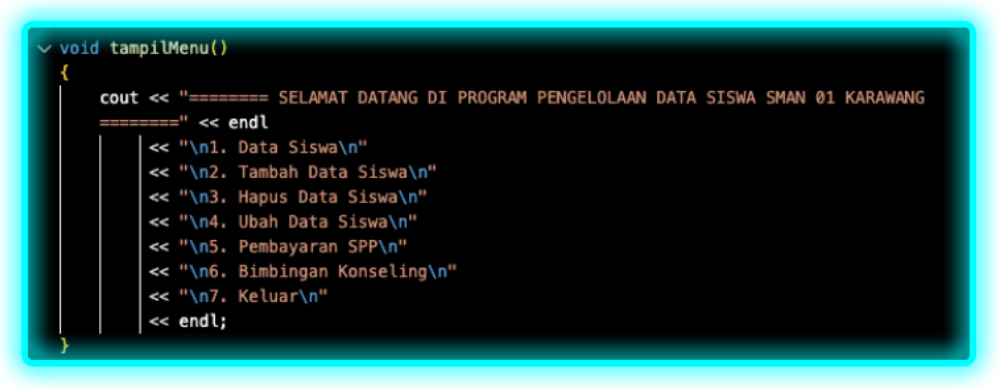 void tampilMenu()
{
cout << "======== SELAMAT DATANG DI PROGRAM PENGELOLAAN DATA SISWA SMAN 01 KARAWANG
========" << endl
<< "\n1. Data Siswa\n"
<< "\n2. Tambah Data Siswa\n"
<< "\n3. Hapus Data Siswa\n"
<< "\n4. Ubah Data Siswa\n"
<< "\n5. Pembayaran SPP\n"
<< "\n6. Bimbingan Konseling\n"
<< "\n7. Keluar\n"
<< endl;
}